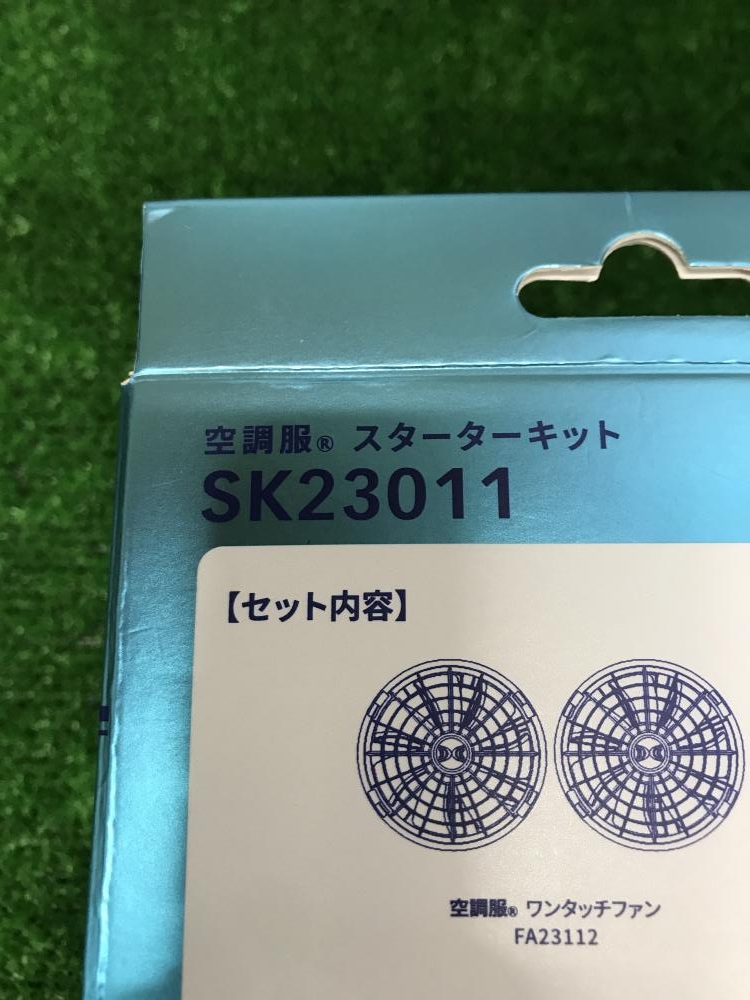 空調服® スターターキット
SK23011
【セット内容】
空調服® ワンタッチファン
FA23112